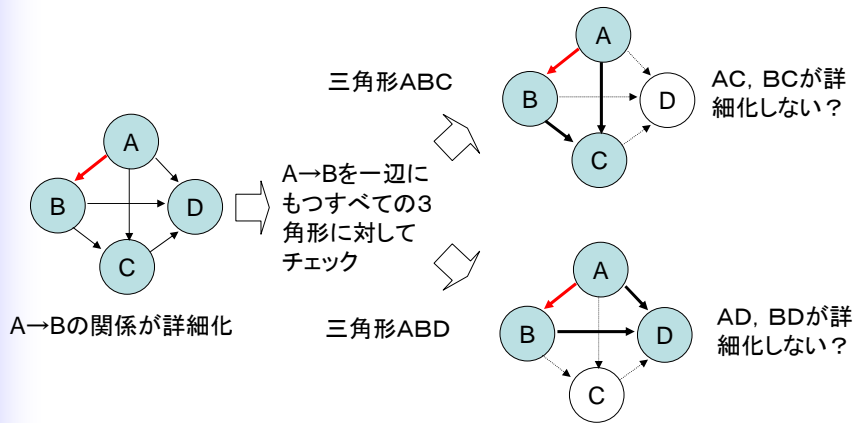 A
B
D
C
A→Bの関係が詳細化
A→Bを一辺に
もつすべての3
角形に対して
チェック
三角形ABC
A
B
D
C
AC, BCが詳
細化しない?
三角形ABD
A
B
D
C
AD, BDが詳
細化しない?